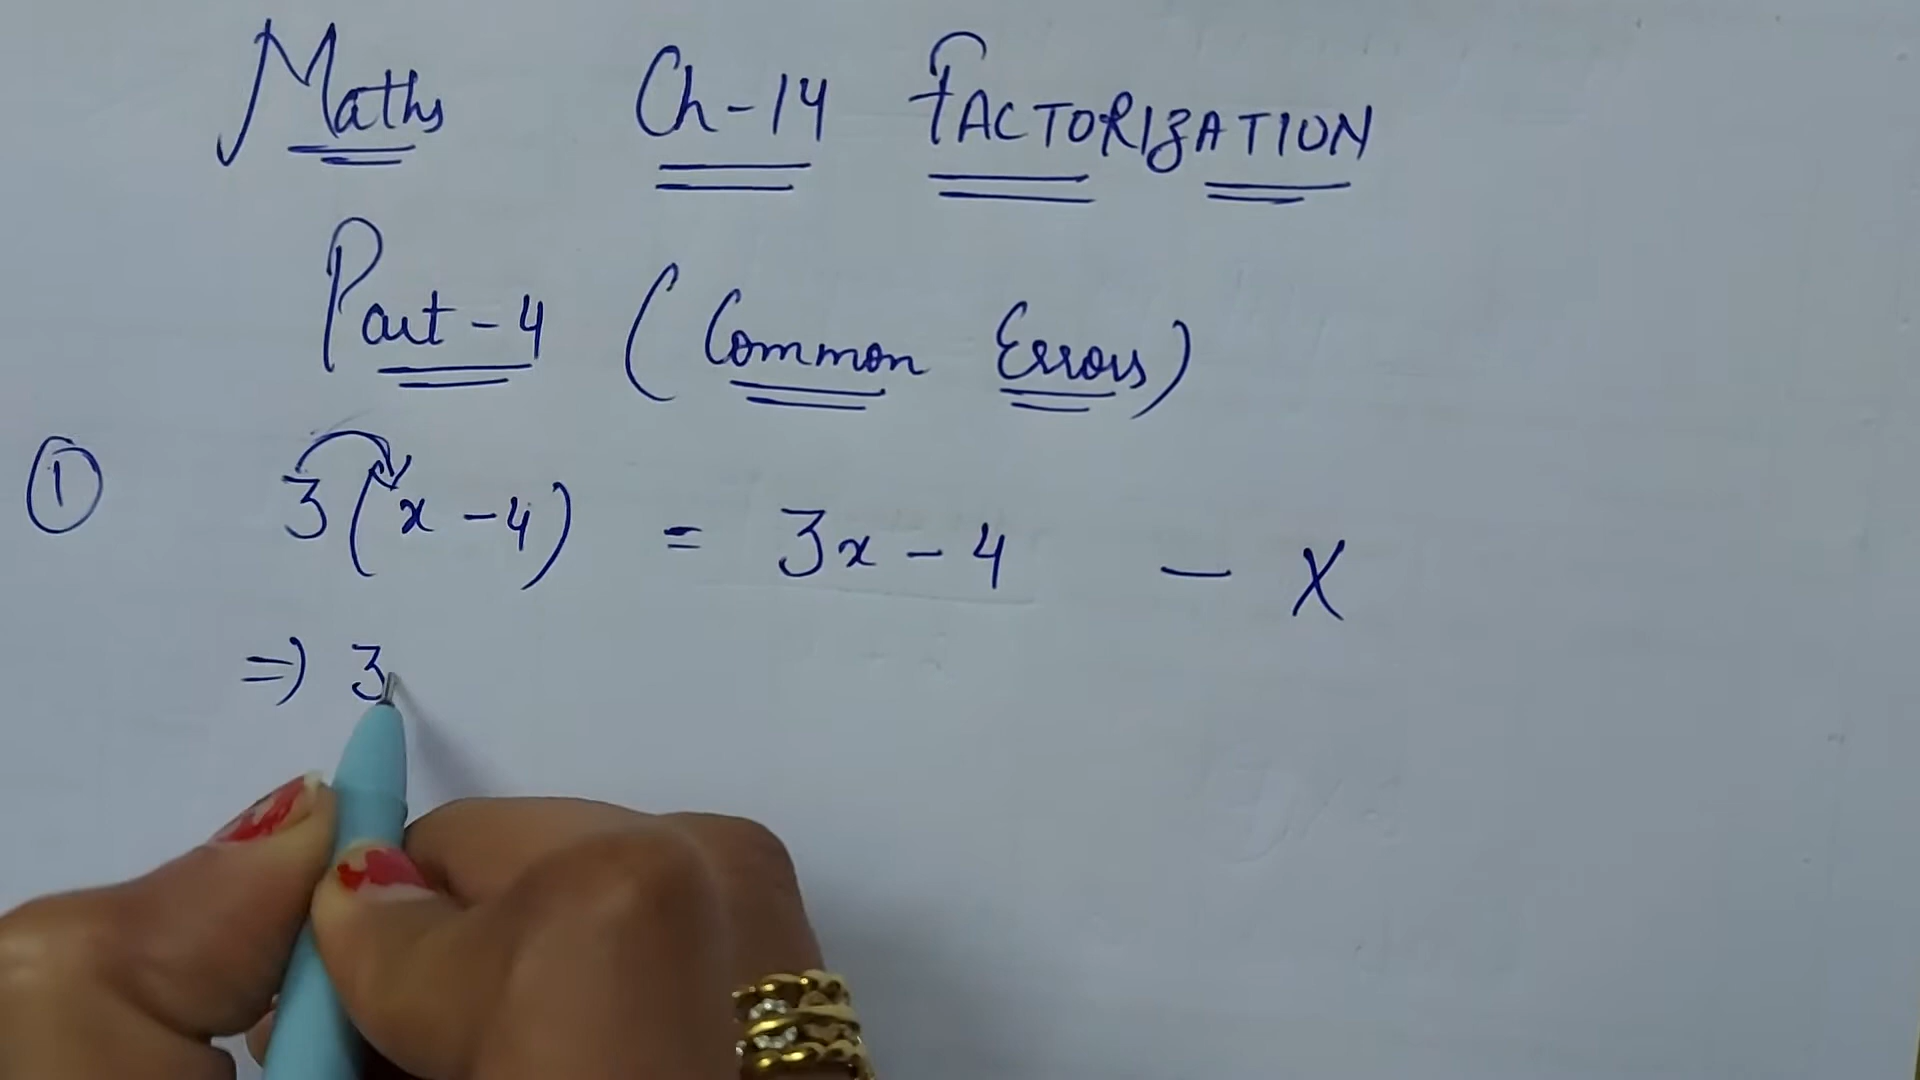 Maths Ch-14 FACTORIZATION
Part-4 (Common Errors)
① 3(x-4) = 3x-4 - X
⇒ 3